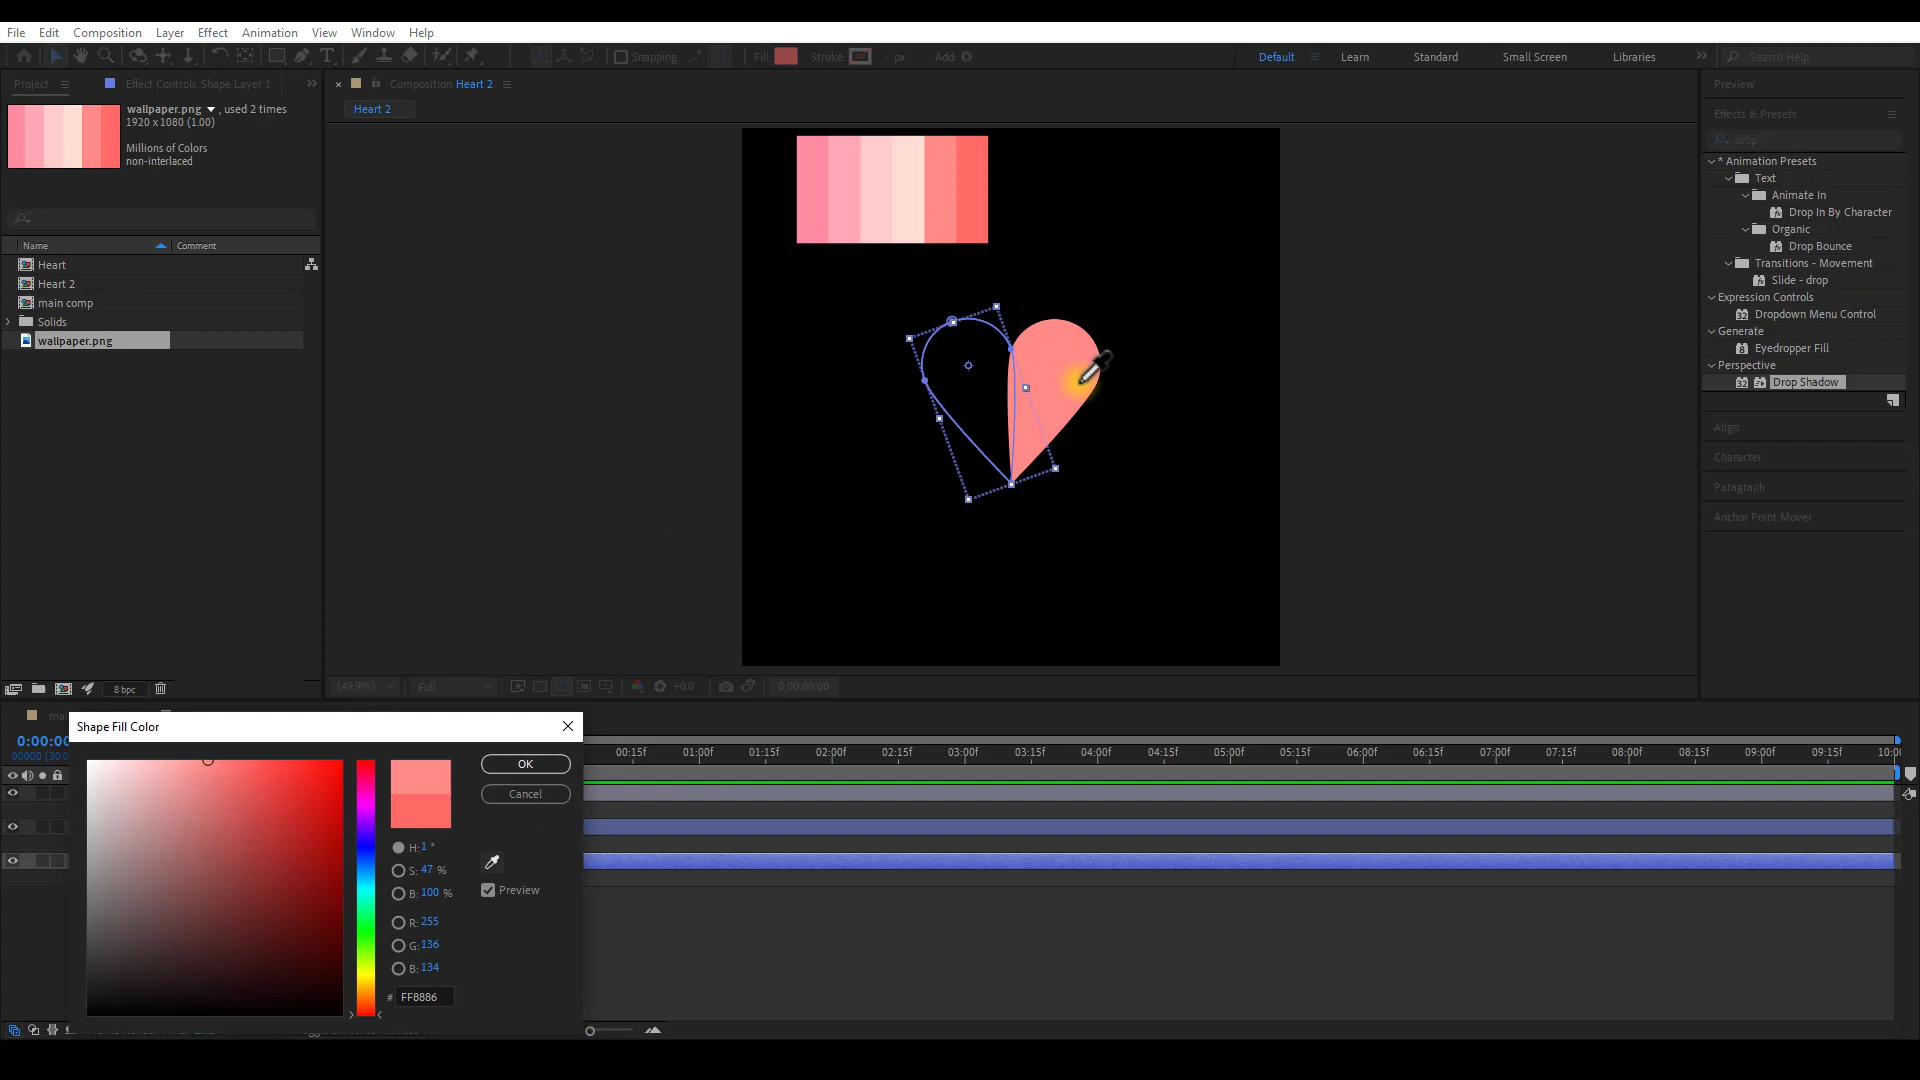 File Edit Composition Layer Effect Animation View Window Help
Snapping Fill: Stroke: - px Add: Default Learn Standard Small Screen Libraries Search Help
Project Effect Controls Shape Layer 1 Composition Heart 2 Preview
wallpaper.png , used 2 times
1920 x 1080 (1.00)
Millions of Colors
non-interlaced
Name Comment
Heart
Heart 2
main comp
Solids
wallpaper.png
8 bpc
Heart 2
(49.9%) Full +0.0 0:00:00:00
Effects & Presets
drop
* Animation Presets
Text
Animate In
Drop In By Character
Organic
Drop Bounce
Transitions - Movement
Slide - drop
Expression Controls
Dropdown Menu Control
Generate
Eyedropper Fill
Perspective
Drop Shadow
Align
Character
Paragraph
Anchor Point Mover
0:00:00
00000 (30.0
Shape Fill Color
OK
Cancel
H: 1 °
S: 47 %
B: 100 %
Preview
R: 255
G: 136
B: 134
# FF8886
00:15f 01:00f 01:15f 02:00f 02:15f 03:00f 03:15f 04:00f 04:15f 05:00f 05:15f 06:00f 06:15f 07:00f 07:15f 08:00f 08:15f 09:00f 09:15f 10:0